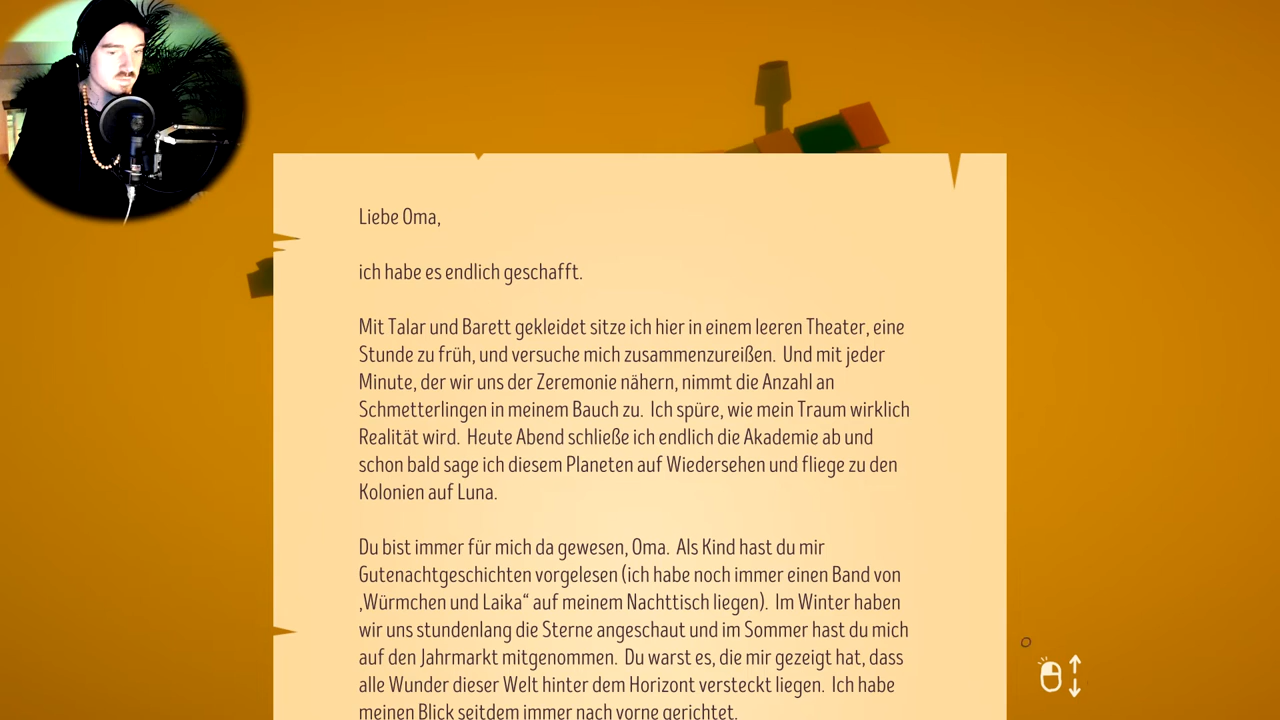 Liebe Oma,
ich habe es endlich geschafft.
Mit Talar und Barett gekleidet sitze ich hier in einem leeren Theater, eine
Stunde zu früh, und versuche mich zusammenzureißen.  Und mit jeder
Minute, der wir uns der Zeremonie nähern, nimmt die Anzahl an
Schmetterlingen in meinem Bauch zu.  Ich spüre, wie mein Traum wirklich
Realität wird.  Heute Abend schließe ich endlich die Akademie ab und
schon bald sage ich diesem Planeten auf Wiedersehen und fliege zu den
Kolonien auf Luna.
Du bist immer für mich da gewesen, Oma.  Als Kind hast du mir
Gutenachtgeschichten vorgelesen (ich habe noch immer einen Band von
‚Würmchen und Laika“ auf meinem Nachttisch liegen).  Im Winter haben
wir uns stundenlang die Sterne angeschaut und im Sommer hast du mich
auf den Jahrmarkt mitgenommen.  Du warst es, die mir gezeigt hat, dass
alle Wunder dieser Welt hinter dem Horizont versteckt liegen.  Ich habe
meinen Blick seitdem immer nach vorne gerichtet.